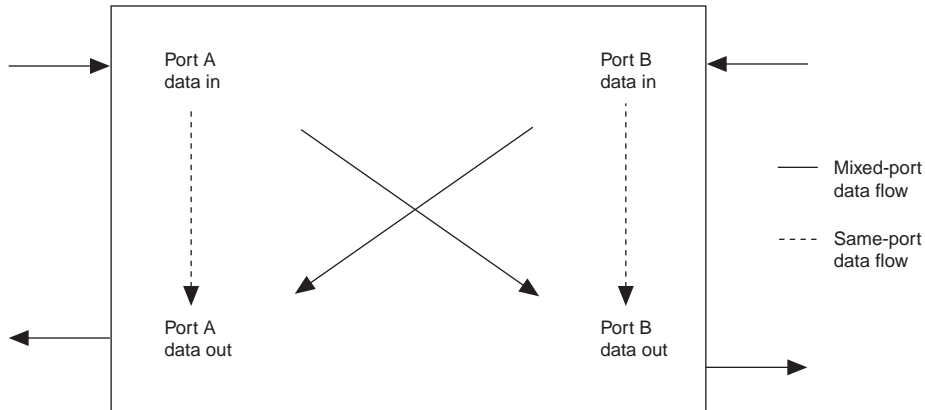 Port A
data in
Port B
data in
Mixed-port
data flow
Same-port
data flow
Port A
data out
Port B
data out